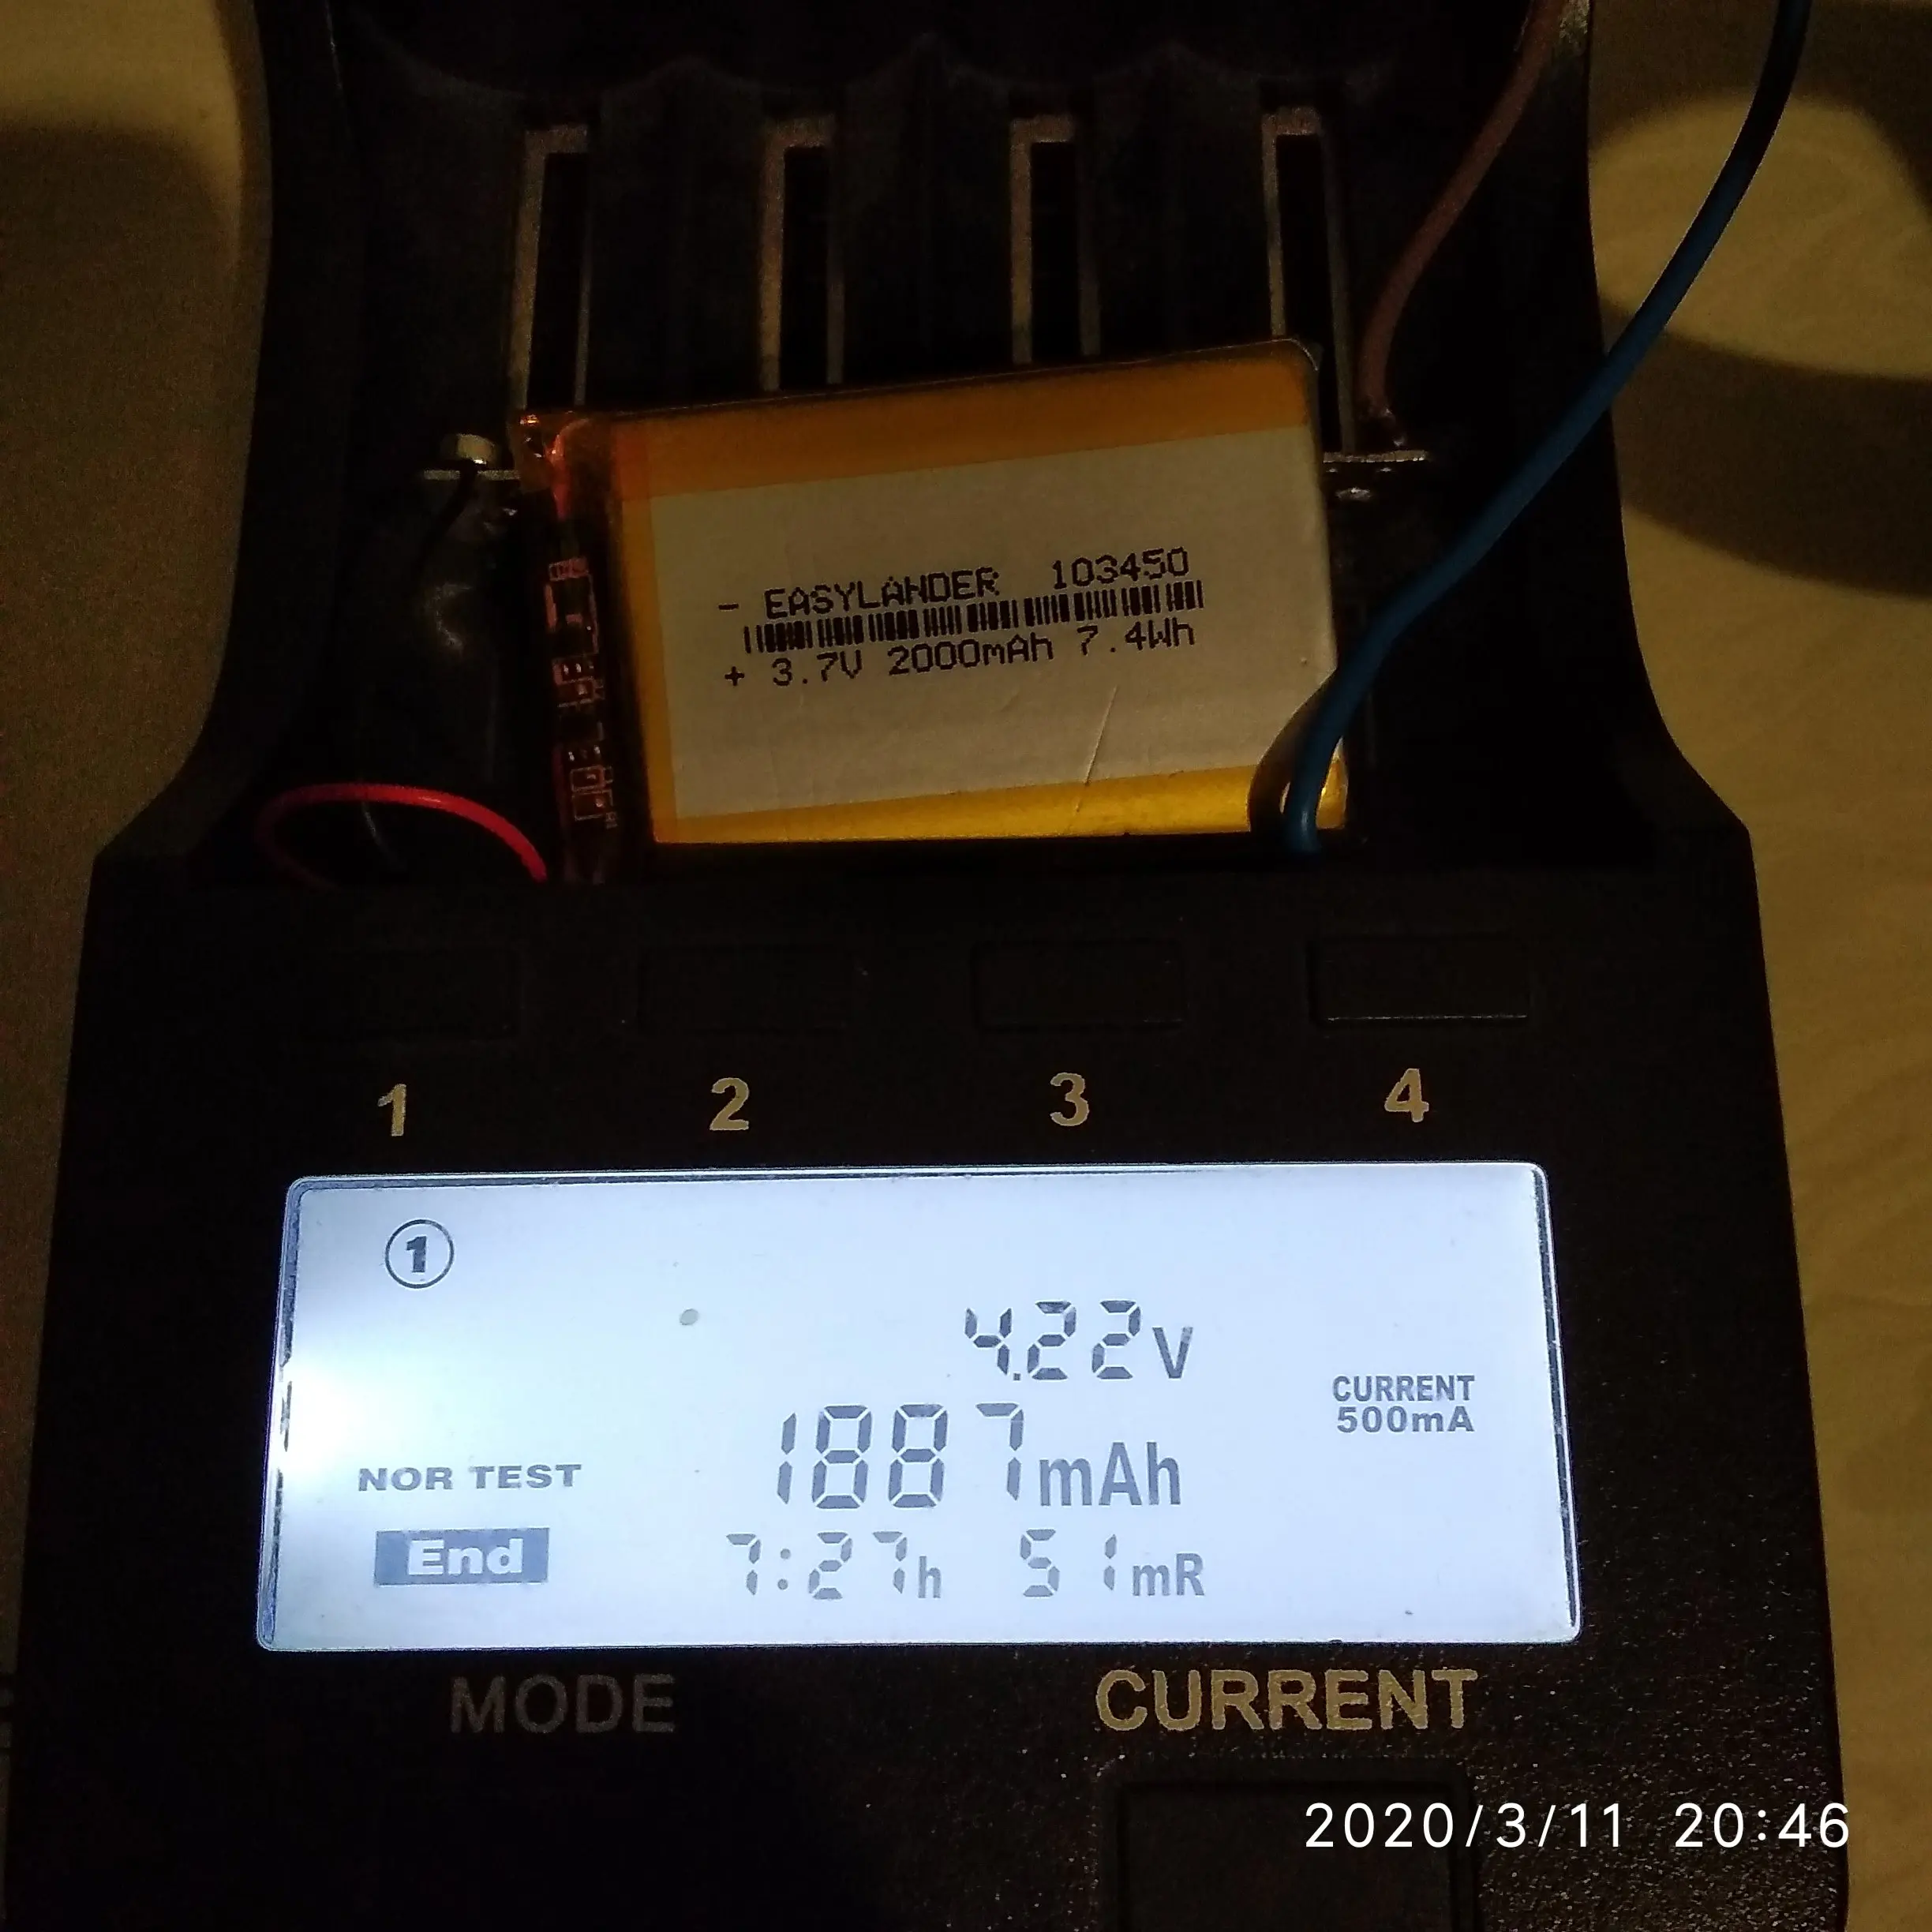 - EASYLANDER 103450
+ 3.7V 2000mAh 7.4Wh
1 2 3 4
1
4.22V
CURRENT
500mA
1887mAh
NOR TEST
End
7:27h 51mR
MODE CURRENT
2020/3/11 20:46